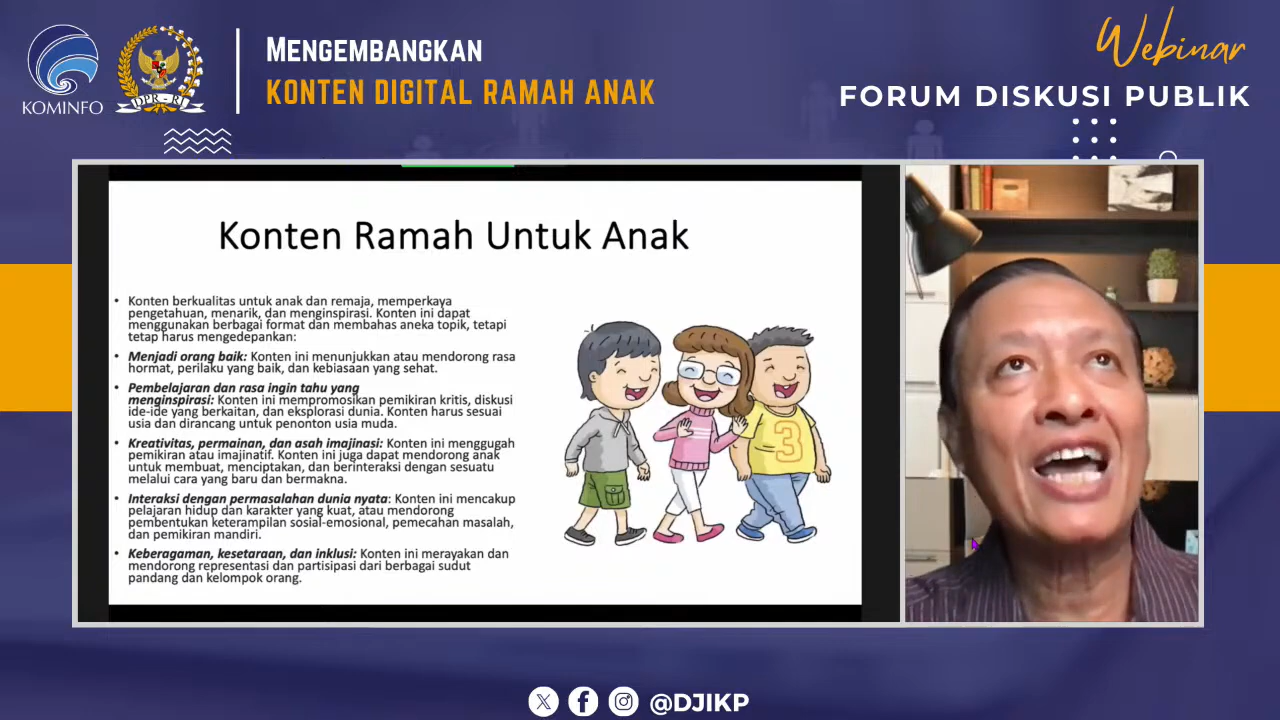 KOMINFO
DPR - RI
MENGEMBANGKAN
KONTEN DIGITAL RAMAH ANAK
Webinar
FORUM DISKUSI PUBLIK
Konten Ramah Untuk Anak
• Konten berkualitas untuk anak dan remaja, memperkaya
pengetahuan, menarik, dan menginspirasi. Konten ini dapat
menggunakan berbagai format dan membahas aneka topik, tetapi
tetap harus mengedepankan:
• Menjadi orang baik: Konten ini menunjukkan atau mendorong rasa
hormat, perilaku yang baik, dan kebiasaan yang sehat.
• Pembelajaran dan rasa ingin tahu yang
menginspirasi: Konten ini mempromosikan pemikiran kritis, diskusi
ide-ide yang berkaitan, dan eksplorasi dunia. Konten harus sesuai
usia dan dirancang untuk penonton usia muda.
• Kreativitas, permainan, dan asah imajinasi: Konten ini menggugah
pemikiran atau imajinatif. Konten ini juga dapat mendorong anak
untuk membuat, menciptakan, dan berinteraksi dengan sesuatu
melalui cara yang baru dan bermakna.
• Interaksi dengan permasalahan dunia nyata: Konten ini mencakup
pelajaran hidup dan karakter yang kuat, atau mendorong
pembentukan keterampilan sosial-emosional, pemecahan masalah,
dan pemikiran mandiri.
• Keberagaman, kesetaraan, dan inklusi: Konten ini merayakan dan
mendorong representasi dan partisipasi dari berbagai sudut
pandang dan kelompok orang.
3
@DJIKP